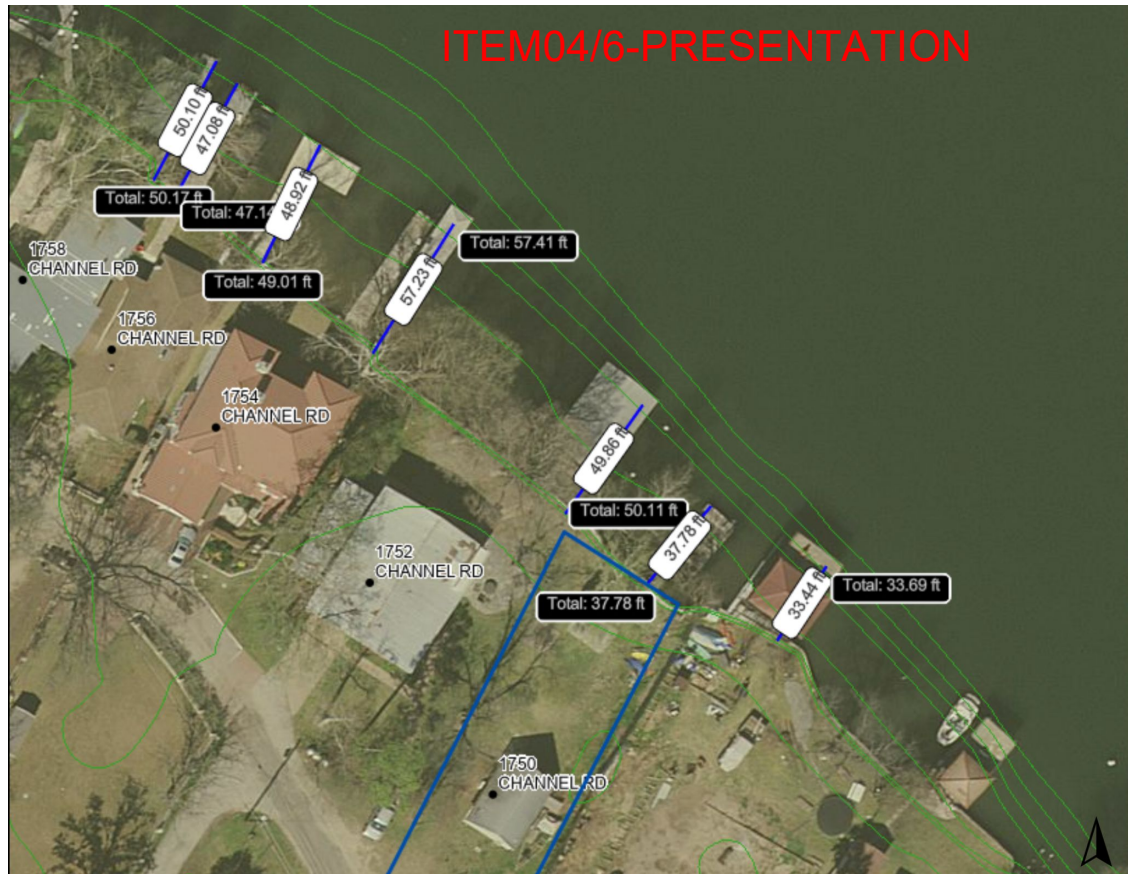 ITEM04/6-PRESENTATION
50.10 ft
47.08 ft
Total: 50.17 ft
Total: 47.14
48.92 ft
Total: 49.01 ft
57.23 ft
Total: 57.41 ft
1758
CHANNEL RD
1756
CHANNEL RD
1754
CHANNEL RD
49.86 ft
Total: 50.11 ft
37.78 ft
Total: 37.78 ft
33.44 ft
Total: 33.69 ft
1752
CHANNEL RD
1750
CHANNEL RD